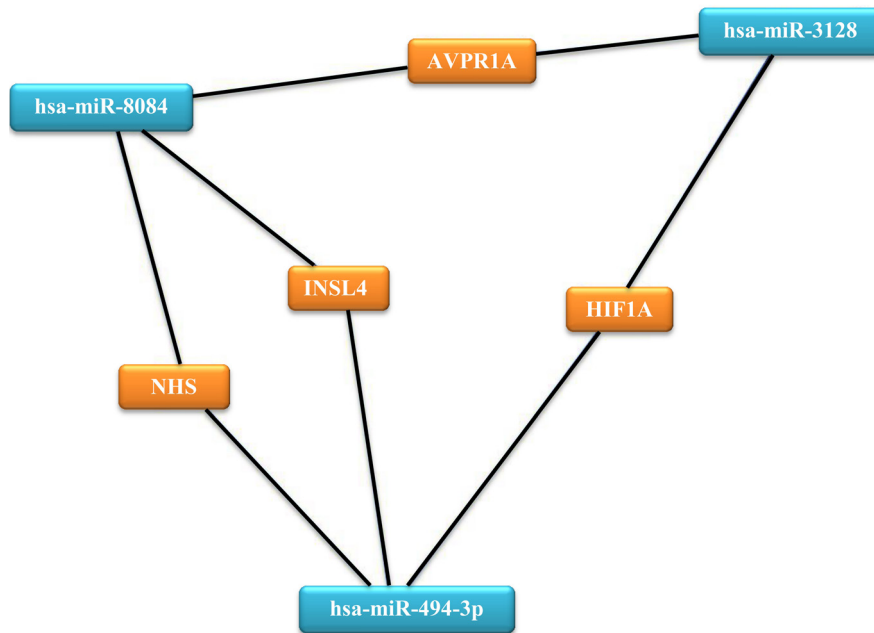 hsa-miR-3128
AVPR1A
hsa-miR-8084
INSL4
HIF1A
NHS
hsa-miR-494-3p